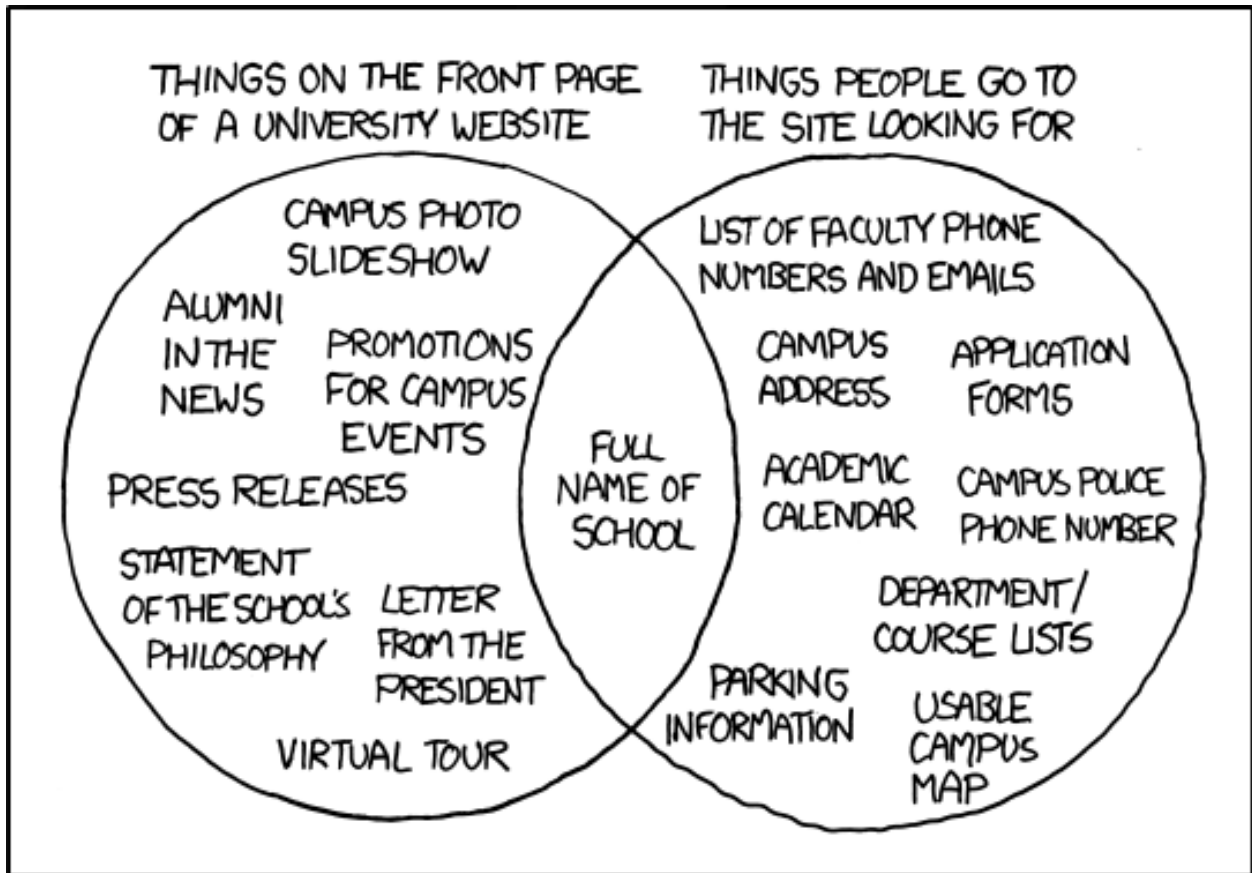 THINGS ON THE FRONT PAGE
OF A UNIVERSITY WEBSITE
THINGS PEOPLE GO TO
THE SITE LOOKING FOR
CAMPUS PHOTO
SLIDESHOW
ALUMNI
IN THE
NEWS
PROMOTIONS
FOR CAMPUS
EVENTS
PRESS RELEASES
STATEMENT
OF THE SCHOOL'S
PHILOSOPHY
LETTER
FROM THE
PRESIDENT
VIRTUAL TOUR
FULL
NAME OF
SCHOOL
LIST OF FACULTY PHONE
NUMBERS AND EMAILS
CAMPUS
ADDRESS
APPLICATION
FORMS
ACADEMIC
CALENDAR
CAMPUS POLICE
PHONE NUMBER
DEPARTMENT/
COURSE LISTS
PARKING
INFORMATION
USABLE
CAMPUS
MAP